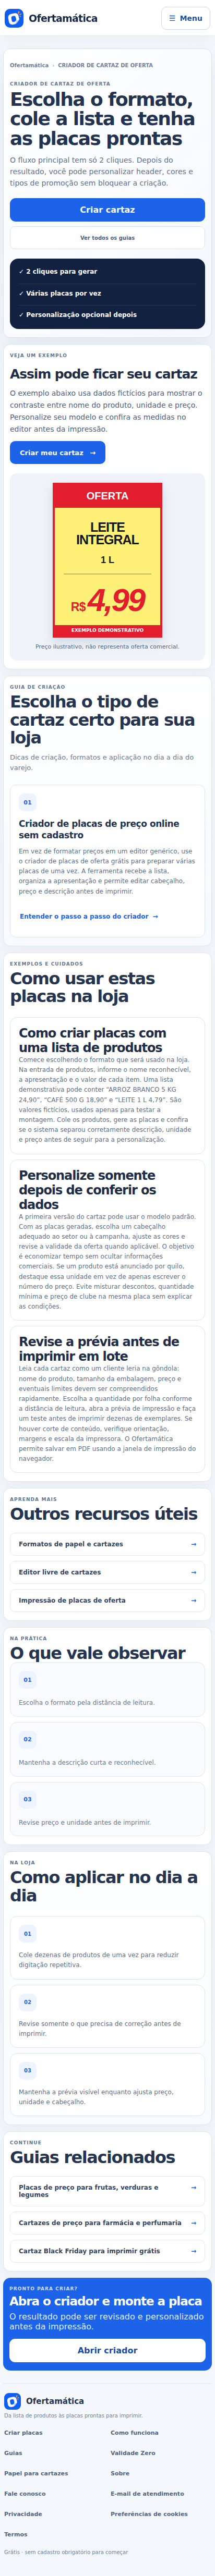 Ofertamática
☰ Menu
Ofertamática › CRIADOR DE CARTAZ DE OFERTA
CRIADOR DE CARTAZ DE OFERTA
Escolha o formato,
cole a lista e tenha
as placas prontas
O fluxo principal tem só 2 cliques. Depois do
resultado, você pode personalizar header, cores e
tipos de promoção sem bloquear a criação.
Criar cartaz
Ver todos os guias
✓ 2 cliques para gerar
✓ Várias placas por vez
✓ Personalização opcional depois
VEJA UM EXEMPLO
Assim pode ficar seu cartaz
O exemplo abaixo usa dados fictícios para mostrar o
contraste entre nome do produto, unidade e preço.
Personalize seu modelo e confira as medidas no
editor antes da impressão.
Criar meu cartaz →
OFERTA
LEITE
INTEGRAL
1 L
R$4,99
EXEMPLO DEMONSTRATIVO
Preço ilustrativo, não representa oferta comercial.
GUIA DE CRIAÇÃO
Escolha o tipo de
cartaz certo para sua
loja
Dicas de criação, formatos e aplicação no dia a dia do
varejo.
01
Criador de placas de preço online
sem cadastro
Em vez de formatar preços em um editor genérico, use
o criador de placas de oferta grátis para preparar várias
placas de uma vez. A ferramenta recebe a lista,
organiza a apresentação e permite editar cabeçalho,
preço e descrição antes de imprimir.
Entender o passo a passo do criador →
EXEMPLOS E CUIDADOS
Como usar estas
placas na loja
Como criar placas com
uma lista de produtos
Comece escolhendo o formato que será usado na loja.
Na entrada de produtos, informe o nome reconhecível,
a apresentação e o valor de cada item. Uma lista
demonstrativa pode conter “ARROZ BRANCO 5 KG
24,90”, “CAFÉ 500 G 18,90” e “LEITE 1 L 4,79”. São
valores fictícios, usados apenas para testar a
montagem. Cole os produtos, gere as placas e confira
se o sistema separou corretamente descrição, unidade
e preço antes de seguir para a personalização.
Personalize somente
depois de conferir os
dados
A primeira versão do cartaz pode usar o modelo padrão.
Com as placas geradas, escolha um cabeçalho
adequado ao setor ou à campanha, ajuste as cores e
revise a validade da oferta quando aplicável. O objetivo
é economizar tempo sem ocultar informações
comerciais. Se um produto está anunciado por quilo,
destaque essa unidade em vez de apenas escrever o
número do preço. Evite misturar descontos, quantidade
mínima e preço de clube na mesma placa sem explicar
as condições.
Revise a prévia antes de
imprimir em lote
Leia cada cartaz como um cliente leria na gôndola:
nome do produto, tamanho da embalagem, preço e
eventuais limites devem ser compreendidos
rapidamente. Escolha a quantidade por folha conforme
a distância de leitura, abra a prévia de impressão e faça
um teste antes de imprimir dezenas de exemplares. Se
houver corte de conteúdo, verifique orientação,
margens e escala da impressora. O Ofertamática
permite salvar em PDF usando a janela de impressão do
navegador.
APRENDA MAIS
Outros recursos úteis
Formatos de papel e cartazes →
Editor livre de cartazes →
Impressão de placas de oferta →
NA PRÁTICA
O que vale observar
01
Escolha o formato pela distância de leitura.
02
Mantenha a descrição curta e reconhecível.
03
Revise preço e unidade antes de imprimir.
NA LOJA
Como aplicar no dia a
dia
01
Cole dezenas de produtos de uma vez para reduzir
digitação repetitiva.
02
Revise somente o que precisa de correção antes de
imprimir.
03
Mantenha a prévia visível enquanto ajusta preço,
unidade e cabeçalho.
CONTINUE
Guias relacionados
Placas de preço para frutas, verduras e
legumes →
Cartazes de preço para farmácia e perfumaria →
Cartaz Black Friday para imprimir grátis →
PRONTO PARA CRIAR?
Abra o criador e monte a placa
O resultado pode ser revisado e personalizado
antes da impressão.
Abrir criador
Ofertamática
Da lista de produtos às placas prontas para imprimir.
Criar placas
Como funciona
Guias
Validade Zero
Papel para cartazes
Sobre
Fale conosco
E-mail de atendimento
Privacidade
Preferências de cookies
Termos
Grátis · sem cadastro obrigatório para começar